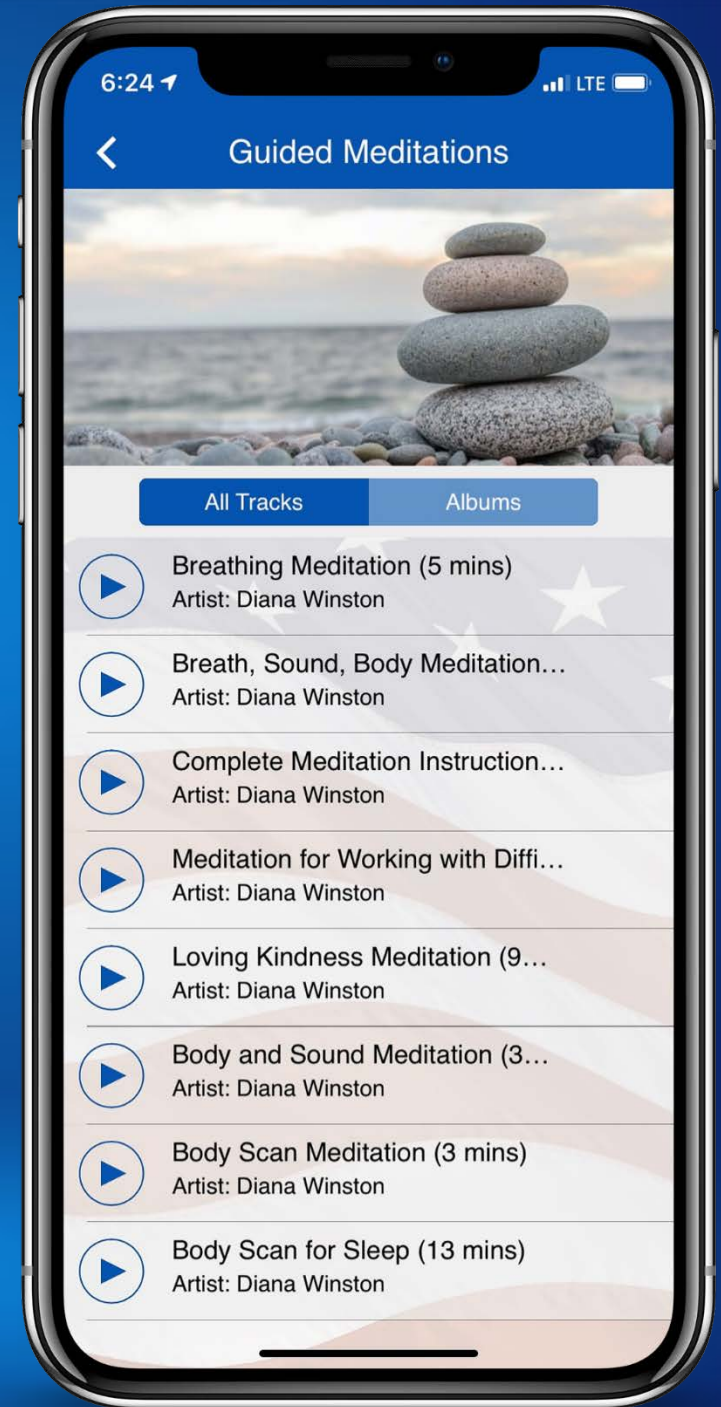 6:24
LTE
Guided Meditations
All Tracks
Albums
Breathing Meditation (5 mins)
Artist: Diana Winston
Breath, Sound, Body Meditation…
Artist: Diana Winston
Complete Meditation Instruction…
Artist: Diana Winston
Meditation for Working with Diffi…
Artist: Diana Winston
Loving Kindness Meditation (9…
Artist: Diana Winston
Body and Sound Meditation (3…
Artist: Diana Winston
Body Scan Meditation (3 mins)
Artist: Diana Winston
Body Scan for Sleep (13 mins)
Artist: Diana Winston